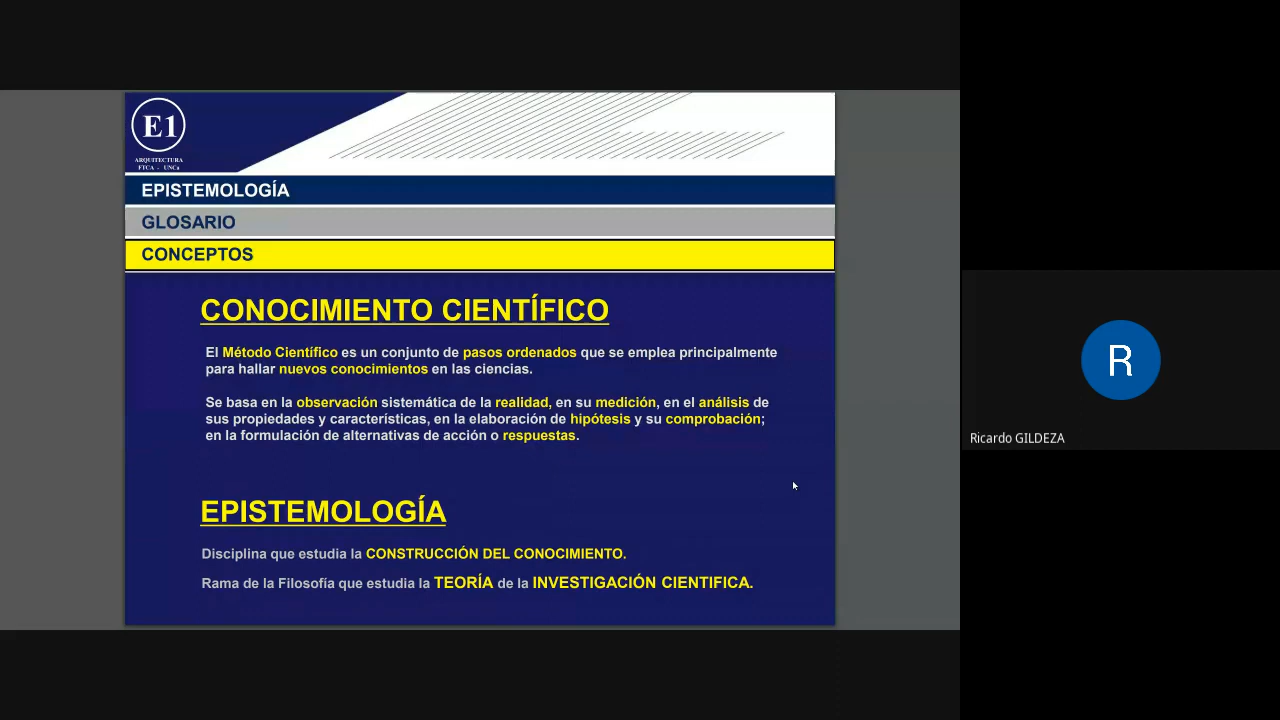 E1
ARQUITECTURA
FTCA - UNCa
EPISTEMOLOGÍA
GLOSARIO
CONCEPTOS
CONOCIMIENTO CIENTÍFICO
El Método Científico es un conjunto de pasos ordenados que se emplea principalmente
para hallar nuevos conocimientos en las ciencias.
Se basa en la observación sistemática de la realidad, en su medición, en el análisis de
sus propiedades y características, en la elaboración de hipótesis y su comprobación;
en la formulación de alternativas de acción o respuestas.
EPISTEMOLOGÍA
Disciplina que estudia la CONSTRUCCIÓN DEL CONOCIMIENTO.
Rama de la Filosofía que estudia la TEORÍA de la INVESTIGACIÓN CIENTIFICA.
R
Ricardo GILDEZA